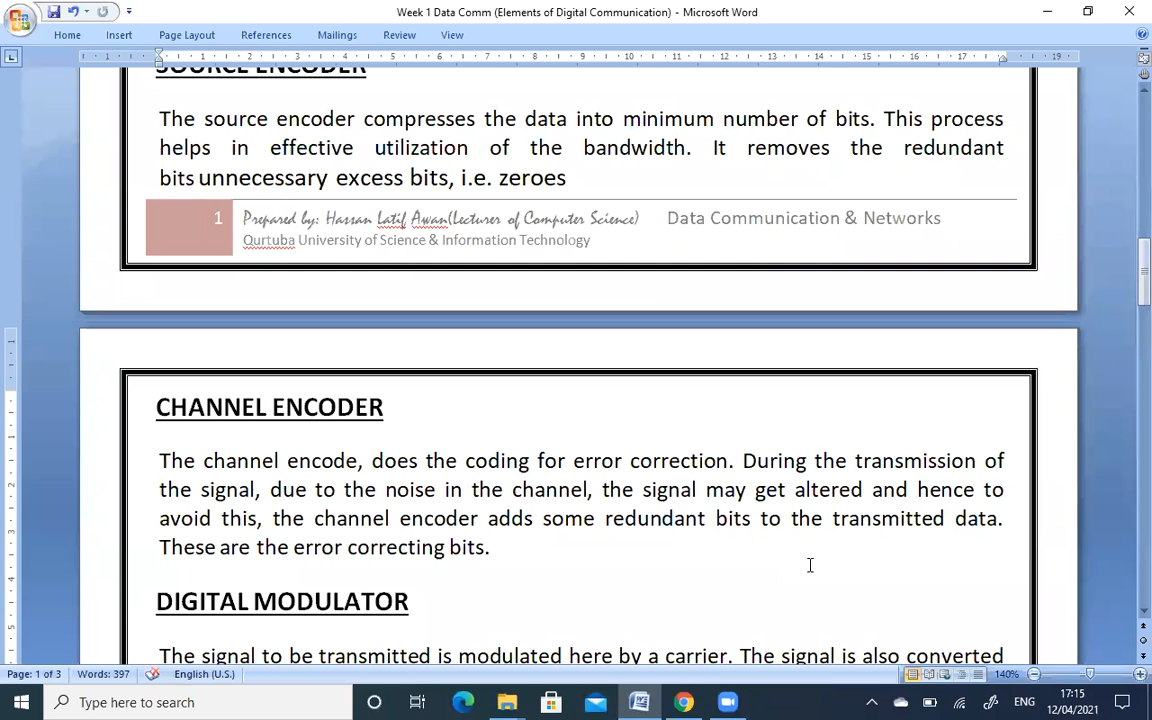 Week 1 Data Comm (Elements of Digital Communication) - Microsoft Word
Home Insert Page Layout References Mailings Review View
SOURCE ENCODER
The source encoder compresses the data into minimum number of bits. This process
helps in effective utilization of the bandwidth. It removes the redundant
bits unnecessary excess bits, i.e. zeroes
1 Prepared by: Hassan Latif Awan(Lecturer of Computer Science) Data Communication & Networks
Qurtuba University of Science & Information Technology
CHANNEL ENCODER
The channel encode, does the coding for error correction. During the transmission of
the signal, due to the noise in the channel, the signal may get altered and hence to
avoid this, the channel encoder adds some redundant bits to the transmitted data.
These are the error correcting bits.
DIGITAL MODULATOR
The signal to be transmitted is modulated here by a carrier. The signal is also converted
Page: 1 of 3 Words: 397 English (U.S.) 140%
Type here to search
ENG
17:15
12/04/2021